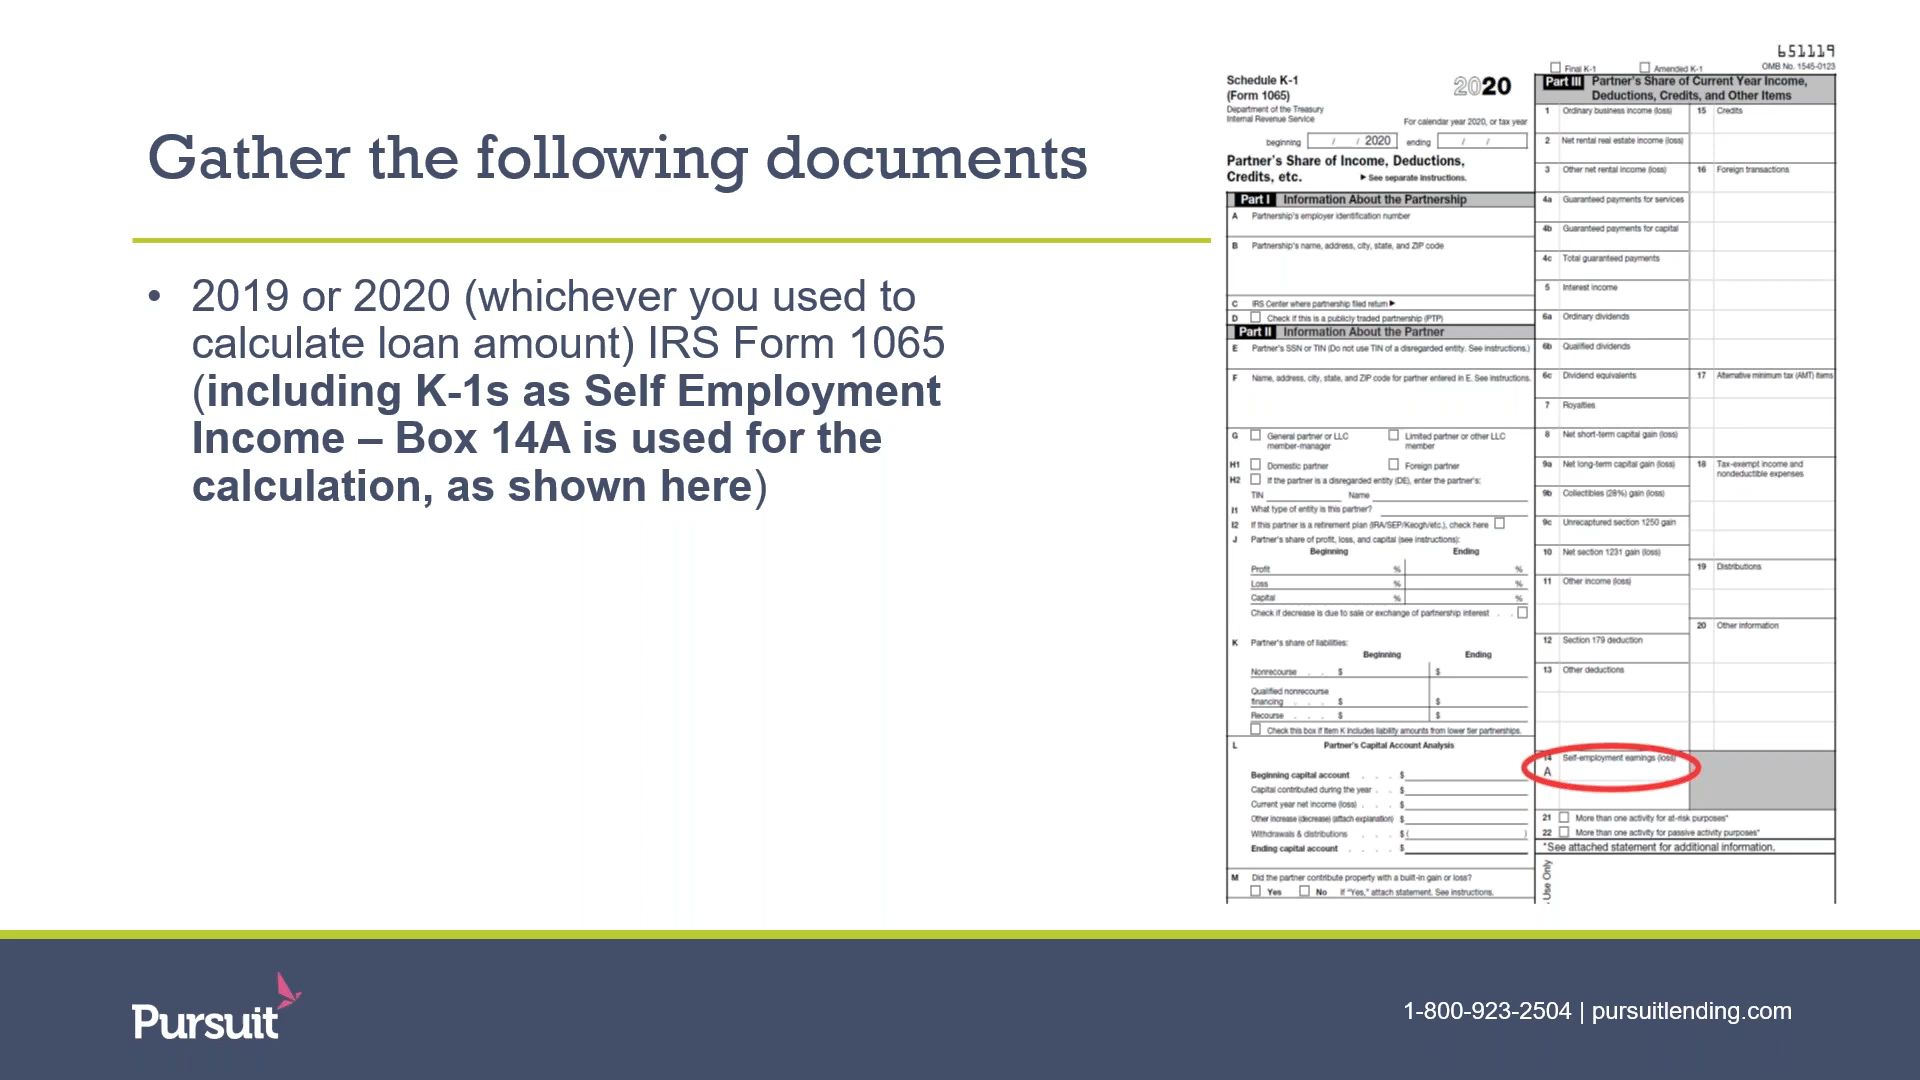 Gather the following documents
• 2019 or 2020 (whichever you used to
calculate loan amount) IRS Form 1065
(including K-1s as Self Employment
Income – Box 14A is used for the
calculation, as shown here)
651119
Final K-1 Amended K-1 OMB No. 1545-0123
Schedule K-1
(Form 1065)
2020
Department of the Treasury
Internal Revenue Service
For calendar year 2020, or tax year
beginning / / 2020 ending / /
Partner's Share of Income, Deductions,
Credits, etc. ▶ See separate instructions.
Part I Information About the Partnership
A Partnership's employer identification number
B Partnership's name, address, city, state, and ZIP code
C IRS Center where partnership filed return ▶
D Check if this is a publicly traded partnership (PTP)
Part II Information About the Partner
E Partner's SSN or TIN (Do not use TIN of a disregarded entity. See instructions.)
F Name, address, city, state, and ZIP code for partner entered in E. See instructions.
G General partner or LLC member-manager Limited partner or other LLC member
H1 Domestic partner Foreign partner
H2 If the partner is a disregarded entity (DE), enter the partner's:
TIN Name
I1 What type of entity is this partner?
I2 If this partner is a retirement plan (IRA/SEP/Keogh/etc.), check here
J Partner's share of profit, loss, and capital (see instructions):
Beginning Ending
Profit % %
Loss % %
Capital % %
Check if decrease is due to sale or exchange of partnership interest . .
K Partner's share of liabilities:
Beginning Ending
Nonrecourse . . $ $
Qualified nonrecourse
financing . . . $ $
Recourse . . . $ $
Check this box if Item K includes liability amounts from lower tier partnerships.
L Partner's Capital Account Analysis
Beginning capital account . . . $
Capital contributed during the year . . $
Current year net income (loss) . . . $
Other increase (decrease) (attach explanation) $
Withdrawals & distributions . . . $ ( )
Ending capital account . . . . $
M Did the partner contribute property with a built-in gain or loss?
Yes No If "Yes," attach statement. See instructions.
Part III Partner's Share of Current Year Income,
Deductions, Credits, and Other Items
1 Ordinary business income (loss)
2 Net rental real estate income (loss)
3 Other net rental income (loss)
4a Guaranteed payments for services
4b Guaranteed payments for capital
4c Total guaranteed payments
5 Interest income
6a Ordinary dividends
6b Qualified dividends
6c Dividend equivalents
7 Royalties
8 Net short-term capital gain (loss)
9a Net long-term capital gain (loss)
9b Collectibles (28%) gain (loss)
9c Unrecaptured section 1250 gain
10 Net section 1231 gain (loss)
11 Other income (loss)
12 Section 179 deduction
13 Other deductions
14 Self-employment earnings (loss)
A
15 Credits
16 Foreign transactions
17 Alternative minimum tax (AMT) items
18 Tax-exempt income and
nondeductible expenses
19 Distributions
20 Other information
21 More than one activity for at-risk purposes*
22 More than one activity for passive activity purposes*
*See attached statement for additional information.
Use Only
Pursuit
1-800-923-2504 | pursuitlending.com